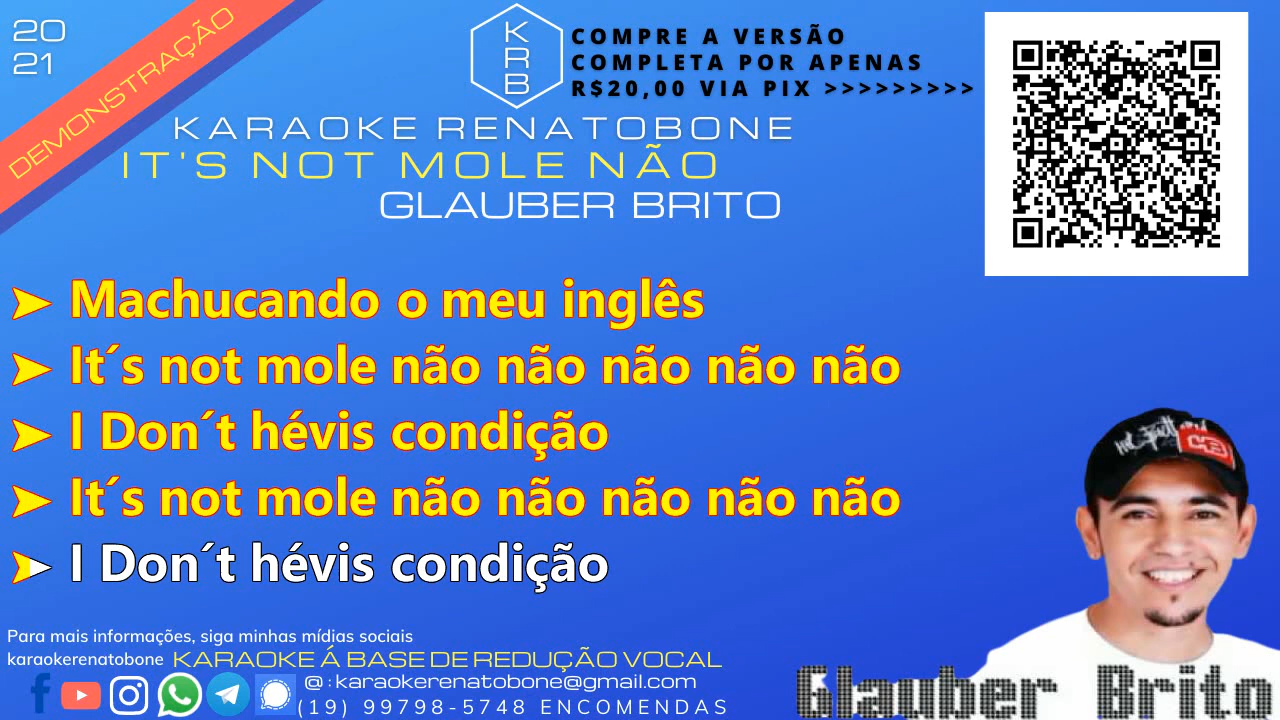 20
21
DEMONSTRAÇÃO
KRB
COMPRE A VERSÃO
COMPLETA POR APENAS
R$20,00 VIA PIX >>>>>>>>>
KARAOKE RENATOBONE
IT'S NOT MOLE NÃO
GLAUBER BRITO
➤ Machucando o meu inglês
➤ It´s not mole não não não não não
➤ I Don´t hévis condição
➤ It´s not mole não não não não não
➤ I Don´t hévis condição
Para mais informações, siga minhas mídias sociais
karaokerenatobone KARAOKE Á BASE DE REDUÇÃO VOCAL
@:karaokerenatobone@gmail.com
(19) 99798-5748 ENCOMENDAS
Glauber Brito